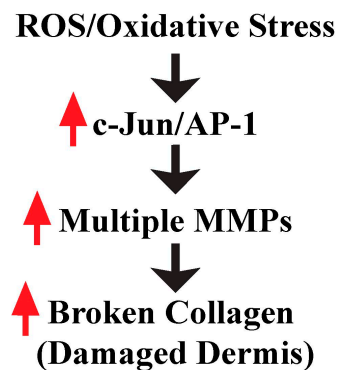 ROS/Oxidative Stress
c-Jun/AP-1
Multiple MMPs
Broken Collagen
(Damaged Dermis)